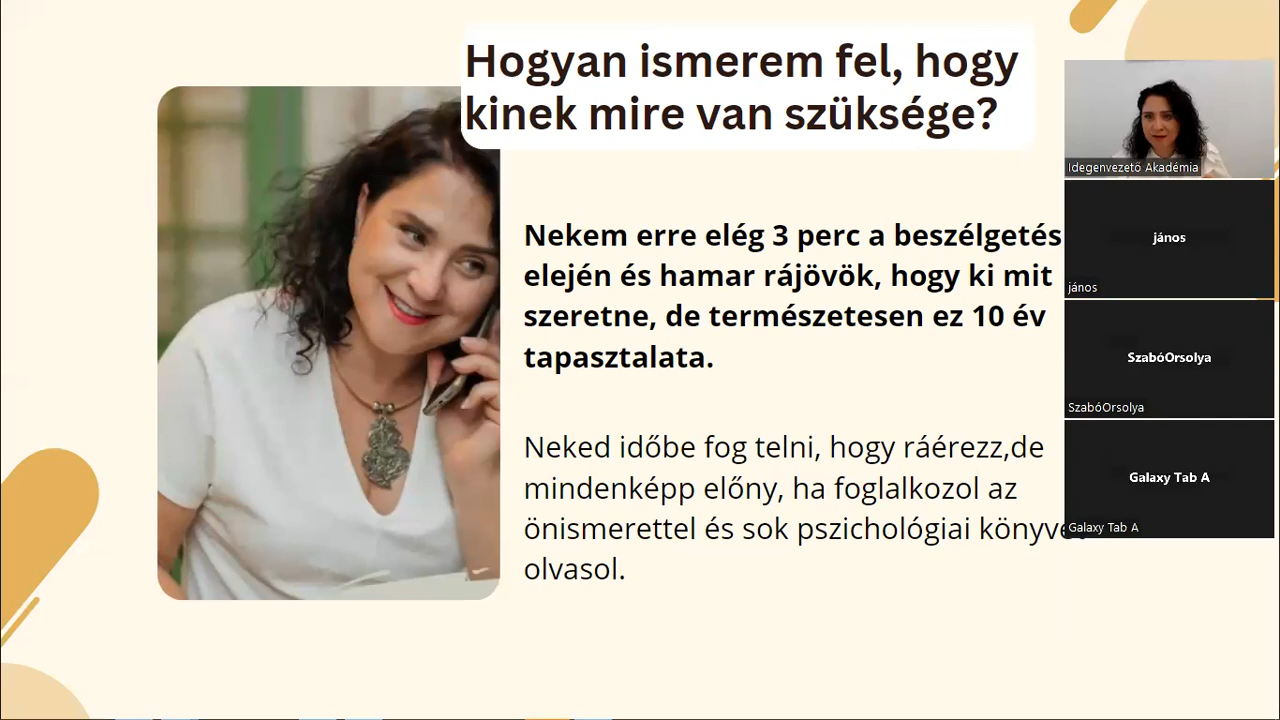 Hogyan ismerem fel, hogy
kinek mire van szüksége?
Nekem erre elég 3 perc a beszélgetés
elején és hamar rájövök, hogy ki mit
szeretne, de természetesen ez 10 év
tapasztalata.
Neked időbe fog telni, hogy ráérezz,de
mindenképp előny, ha foglalkozol az
önismerettel és sok pszichológiai
olvasol.
Idegenvezető Akadémia
jános
jános
SzabóOrsolya
SzabóOrsolya
Galaxy Tab A
Galaxy Tab A